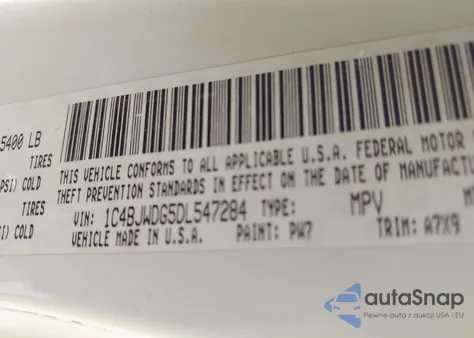 5400 LB
TIRES
THIS VEHICLE CONFORMS TO ALL APPLICABLE U.S.A. FEDERAL MOTOR
PSI) COLD
THEFT PREVENTION STANDARDS IN EFFECT ON THE DATE OF MANUFACTU
TIRES
VIN: 1C4BJWDG5DL547284 TYPE: MPV
I) COLD
VEHICLE MADE IN U.S.A. PAINT: PW7 TRIM: A7X9
autoSnap
Pewne auta z aukcji USA i EU